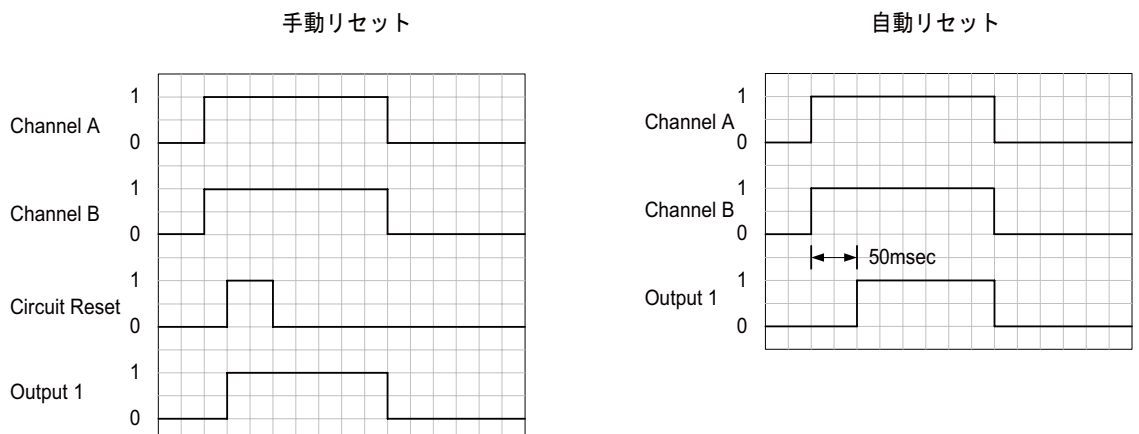 手動リセット
Channel A
1
0
Channel B
1
0
Circuit Reset
1
0
Output 1
1
0
自動リセット
Channel A
1
0
Channel B
1
0
50msec
Output 1
1
0